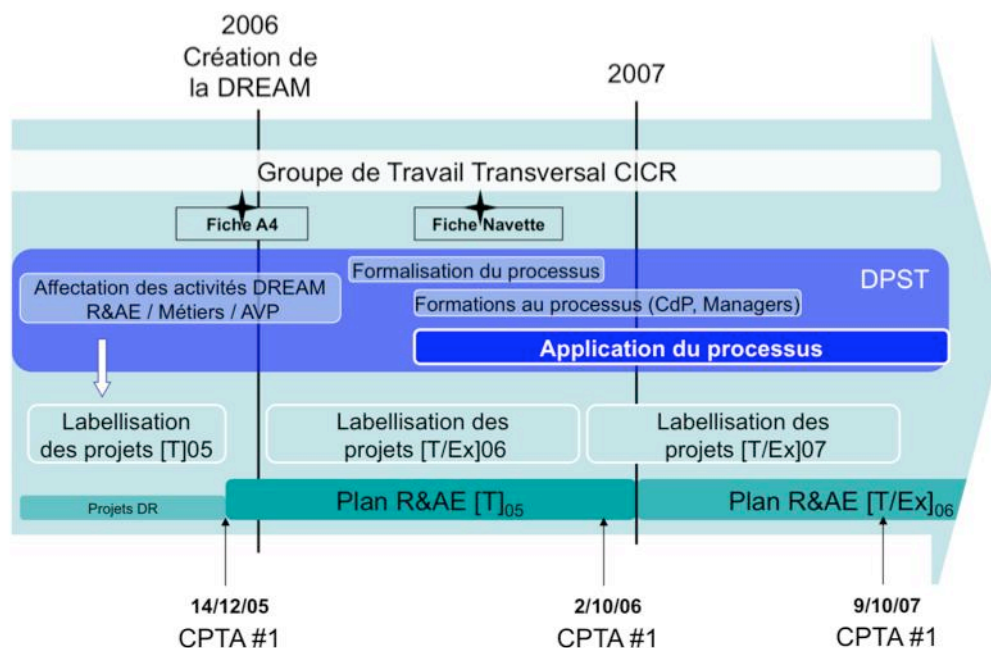 2006
Création de
la DREAM
2007
Groupe de Travail Transversal CICR
Fiche A4
Fiche Navette
Formalisation du processus
DPST
Affectation des activités DREAM
R&AE / Métiers / AVP
Formations au processus (CdP, Managers)
Application du processus
Labellisation
des projets [T]05
Labellisation des
projets [T/Ex]06
Labellisation des
projets [T/Ex]07
Projets DR
Plan R&AE [T]05
Plan R&AE [T/Ex]06
14/12/05
CPTA #1
2/10/06
CPTA #1
9/10/07
CPTA #1